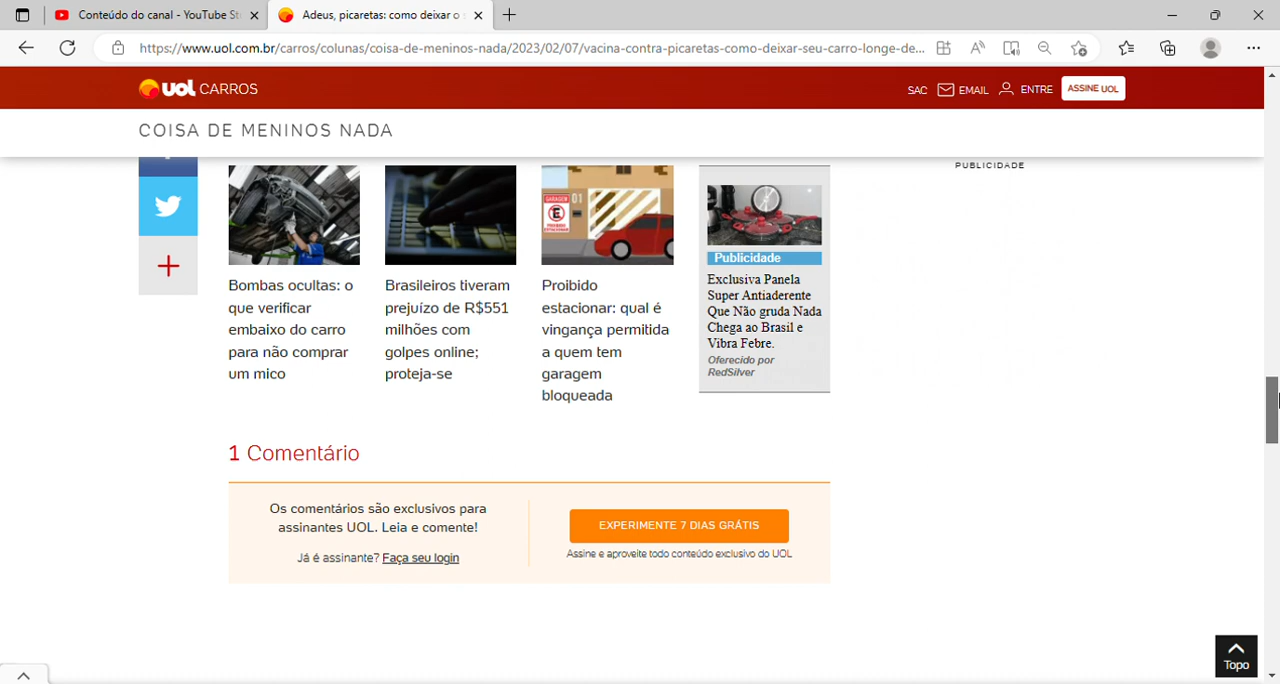 Conteúdo do canal - YouTube St
Adeus, picaretas: como deixar o s
https://www.uol.com.br/carros/colunas/coisa-de-meninos-nada/2023/02/07/vacina-contra-picaretas-como-deixar-seu-carro-longe-de...
UOL CARROS
SAC
EMAIL
ENTRE
ASSINE UOL
COISA DE MENINOS NADA
PUBLICIDADE
GARAGEM
E
01
Bombas ocultas: o
que verificar
embaixo do carro
para não comprar
um mico
Brasileiros tiveram
prejuízo de R$551
milhões com
golpes online;
proteja-se
Proibido
estacionar: qual é
vingança permitida
a quem tem
garagem
bloqueada
Publicidade
Exclusiva Panela
Super Antiaderente
Que Não gruda Nada
Chega ao Brasil e
Vibra Febre.
Oferecido por
RedSilver
1 Comentário
Os comentários são exclusivos para
assinantes UOL. Leia e comente!
Já é assinante? Faça seu login
EXPERIMENTE 7 DIAS GRÁTIS
Assine e aproveite todo conteúdo exclusivo do UOL
Topo